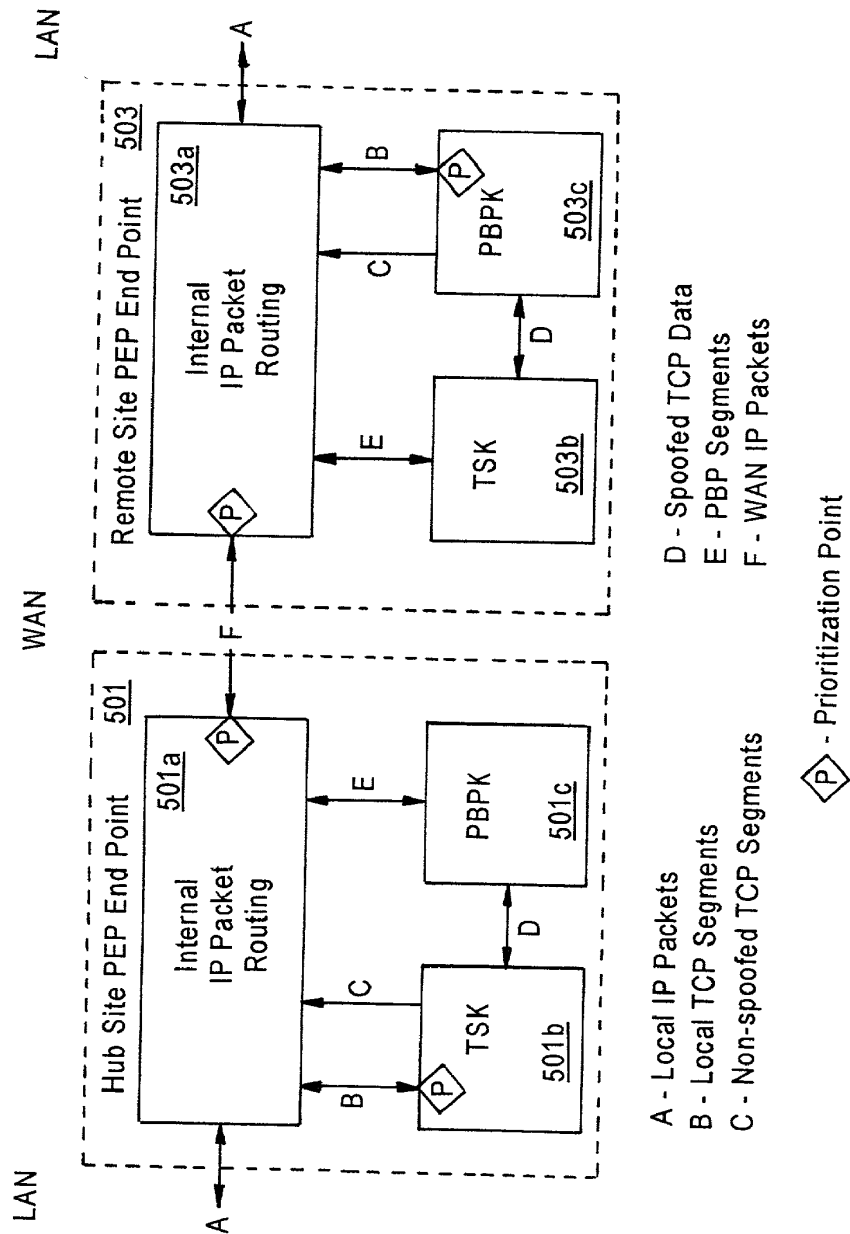 LAN
WAN
LAN
Hub Site PEP End Point
501
Remote Site PEP End Point
503
501a
Internal
IP Packet
Routing
P
503a
Internal
IP Packet
Routing
P
A
F
A
B
C
E
E
C
B
P
TSK
501b
D
PBPK
501c
TSK
503b
D
P
PBPK
503c
A - Local IP Packets
B - Local TCP Segments
C - Non-spoofed TCP Segments
D - Spoofed TCP Data
E - PBP Segments
F - WAN IP Packets
P - Prioritization Point